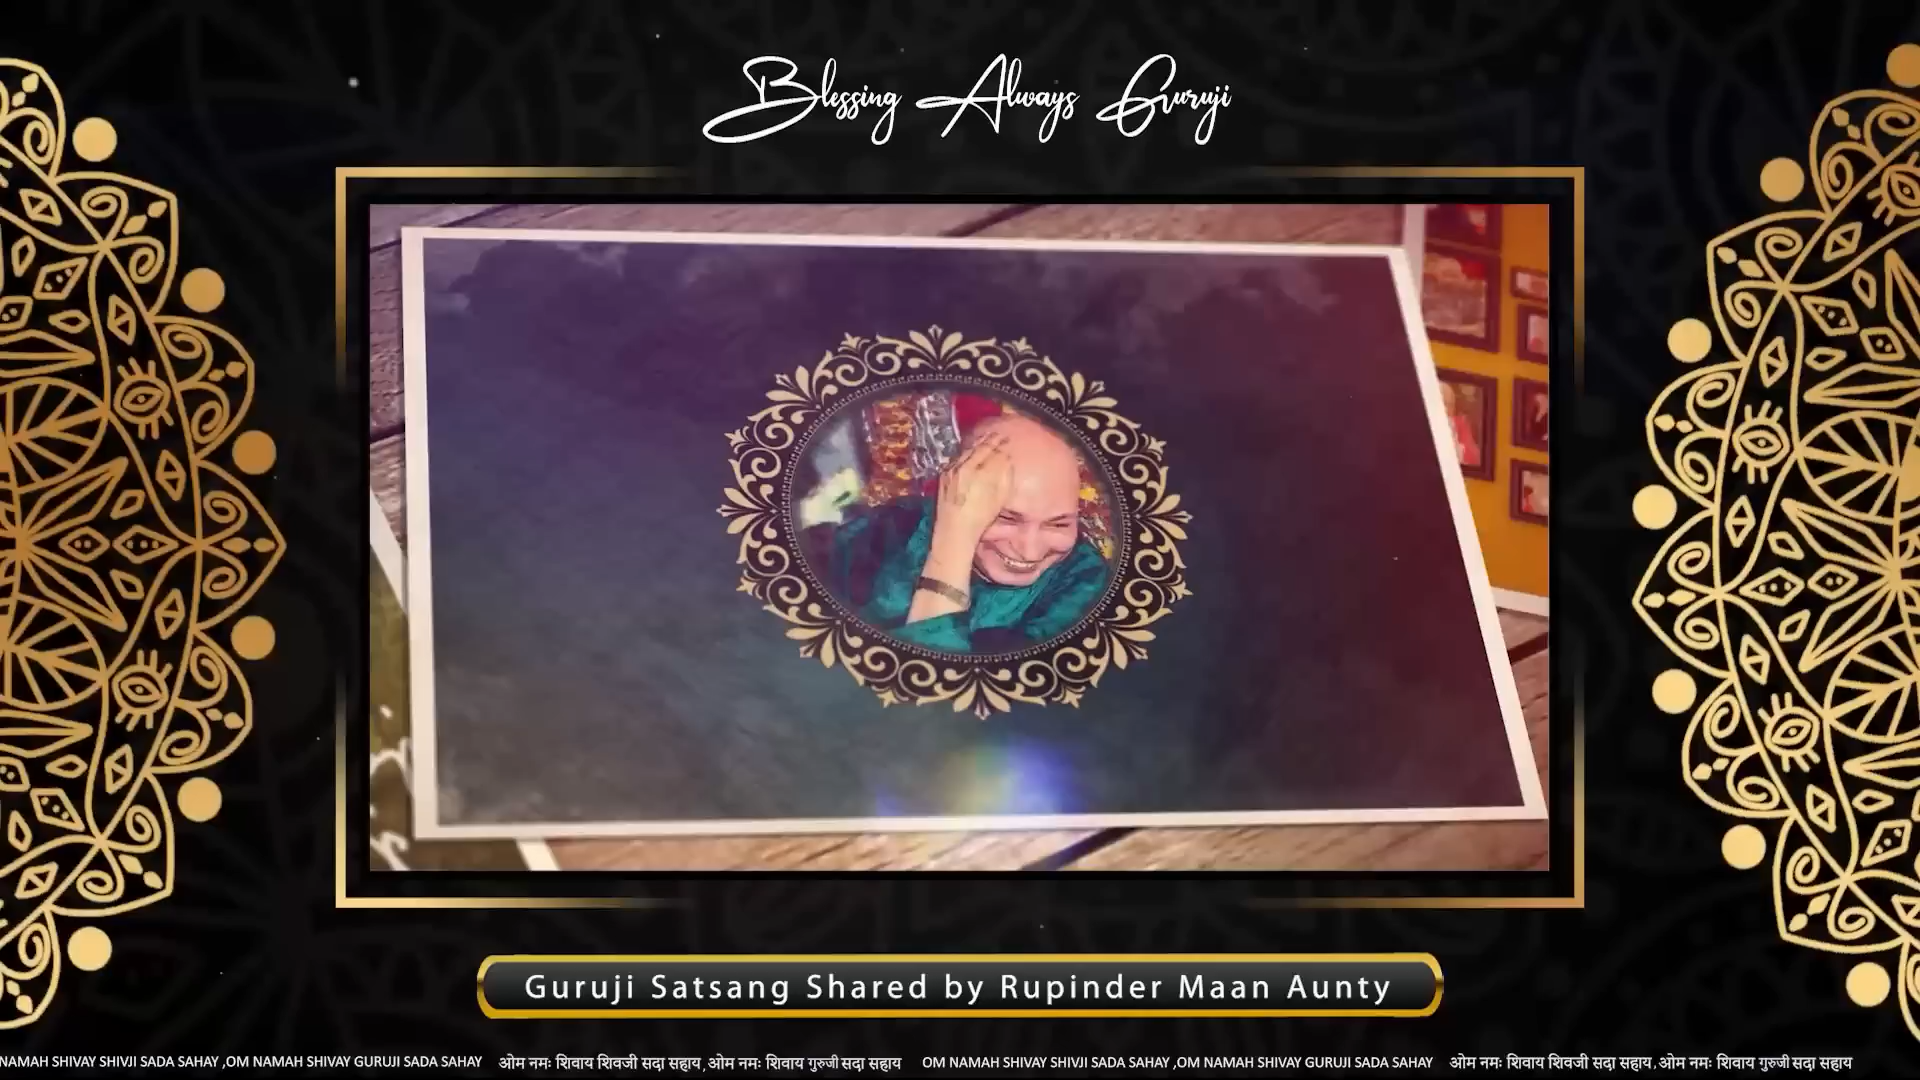 Blessing Always Guruji
Guruji Satsang Shared by Rupinder Maan Aunty
NAMAH SHIVAY SHIVJI SADA SAHAY ,OM NAMAH SHIVAY GURUJI SADA SAHAY ओम नमः शिवाय शिवजी सदा सहाय, ओम नमः शिवाय गुरुजी सदा सहाय OM NAMAH SHIVAY SHIVJI SADA SAHAY ,OM NAMAH SHIVAY GURUJI SADA SAHAY ओम नमः शिवाय शिवजी सदा सहाय, ओम नमः शिवाय गुरुजी सदा सहाय